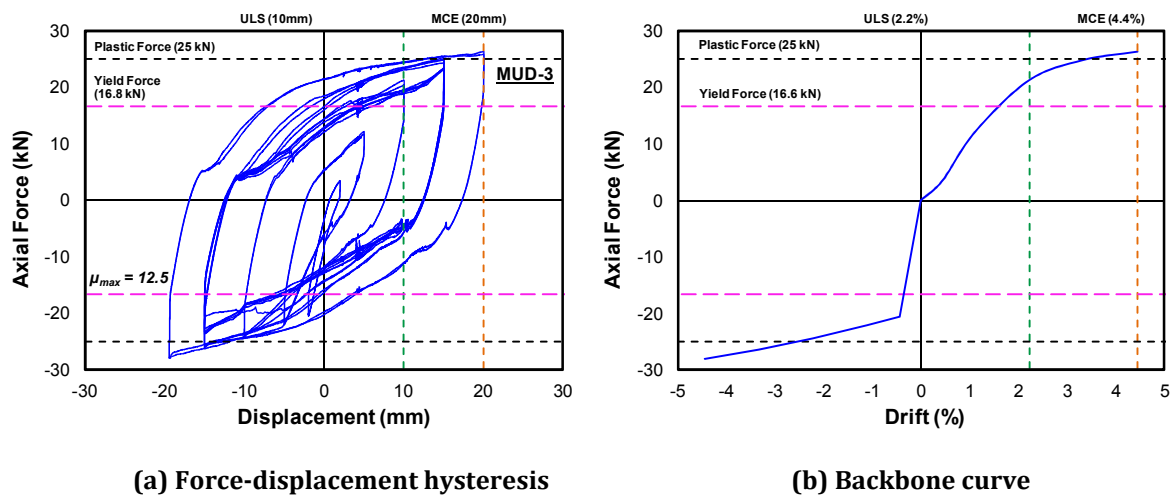 ULS (10mm)
MCE (20mm)
30
Plastic Force (25 kN)
20
MUD-3
Yield Force
(16.8 kN)
10
0
-10
μmax = 12.5
-20
-30
-30
-20
-10
0
10
20
30
Axial Force (kN)
Displacement (mm)
(a) Force-displacement hysteresis
ULS (2.2%)
MCE (4.4%)
30
Plastic Force (25 kN)
20
Yield Force (16.6 kN)
10
0
-10
-20
-30
-5
-4
-3
-2
-1
0
1
2
3
4
5
Axial Force (kN)
Drift (%)
(b) Backbone curve